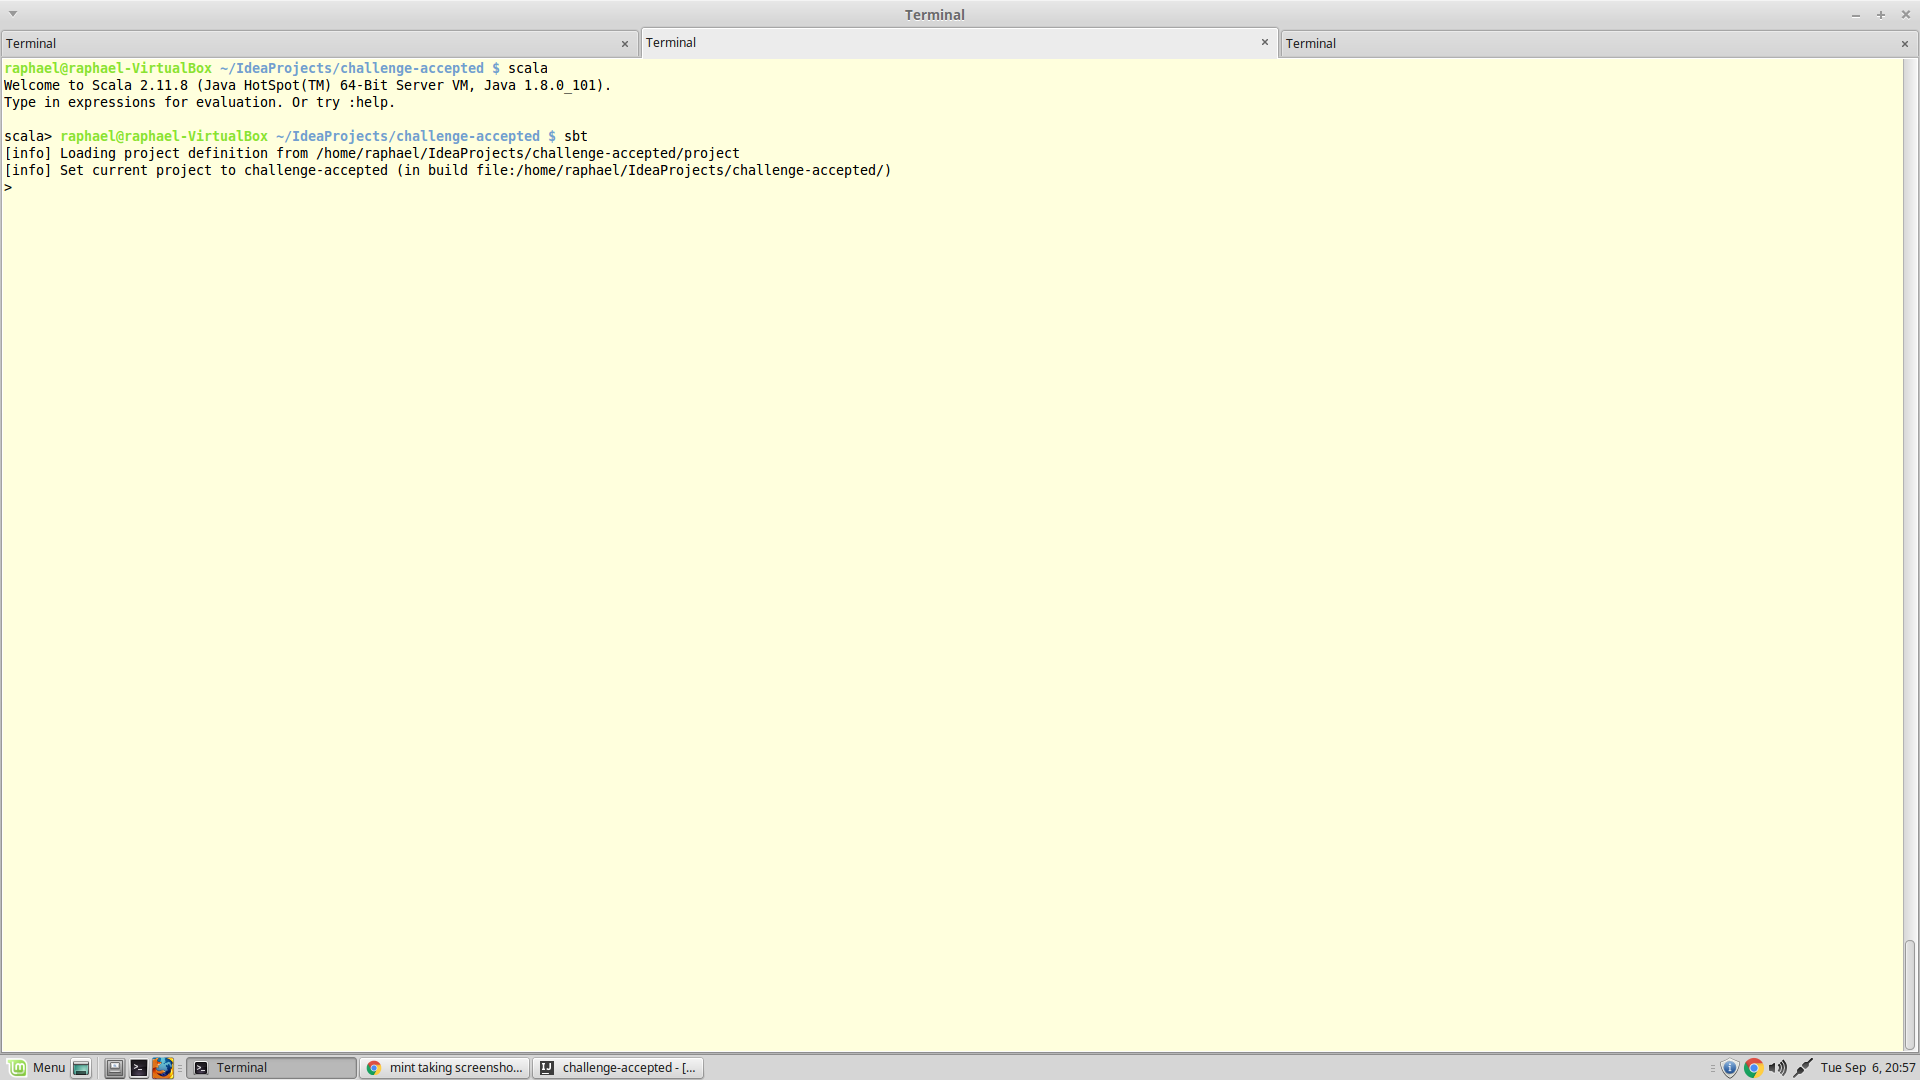 Terminal
Terminal
Terminal
Terminal
raphael@raphael-VirtualBox ~/IdeaProjects/challenge-accepted $ scala
Welcome to Scala 2.11.8 (Java HotSpot(TM) 64-Bit Server VM, Java 1.8.0_101).
Type in expressions for evaluation. Or try :help.
scala> raphael@raphael-VirtualBox ~/IdeaProjects/challenge-accepted $ sbt
[info] Loading project definition from /home/raphael/IdeaProjects/challenge-accepted/project
[info] Set current project to challenge-accepted (in build file:/home/raphael/IdeaProjects/challenge-accepted/)
>
Menu
Terminal
mint taking screensho...
challenge-accepted - [...
Tue Sep 6, 20:57